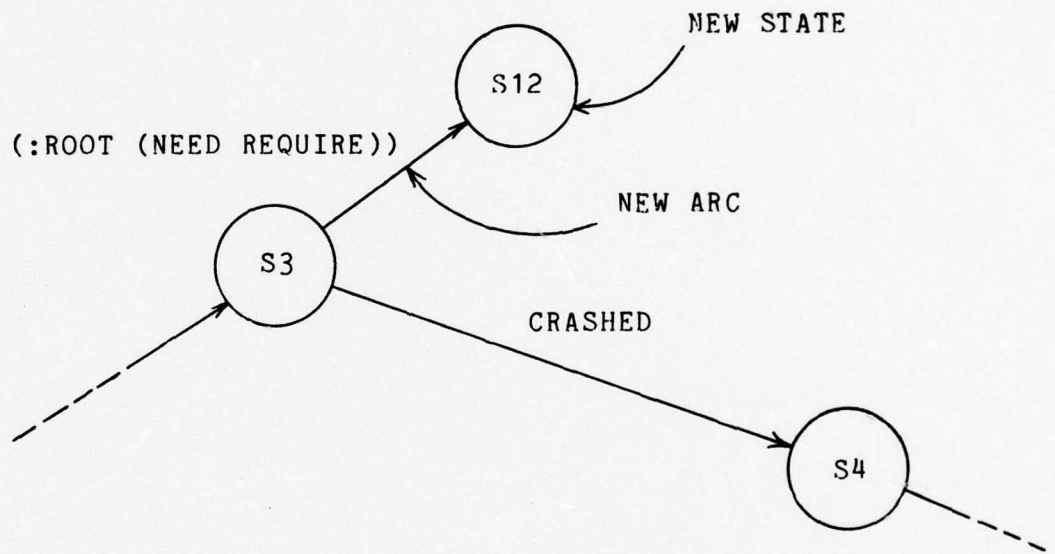 NEW STATE
S12
(:ROOT (NEED REQUIRE))
NEW ARC
S3
CRASHED
S4